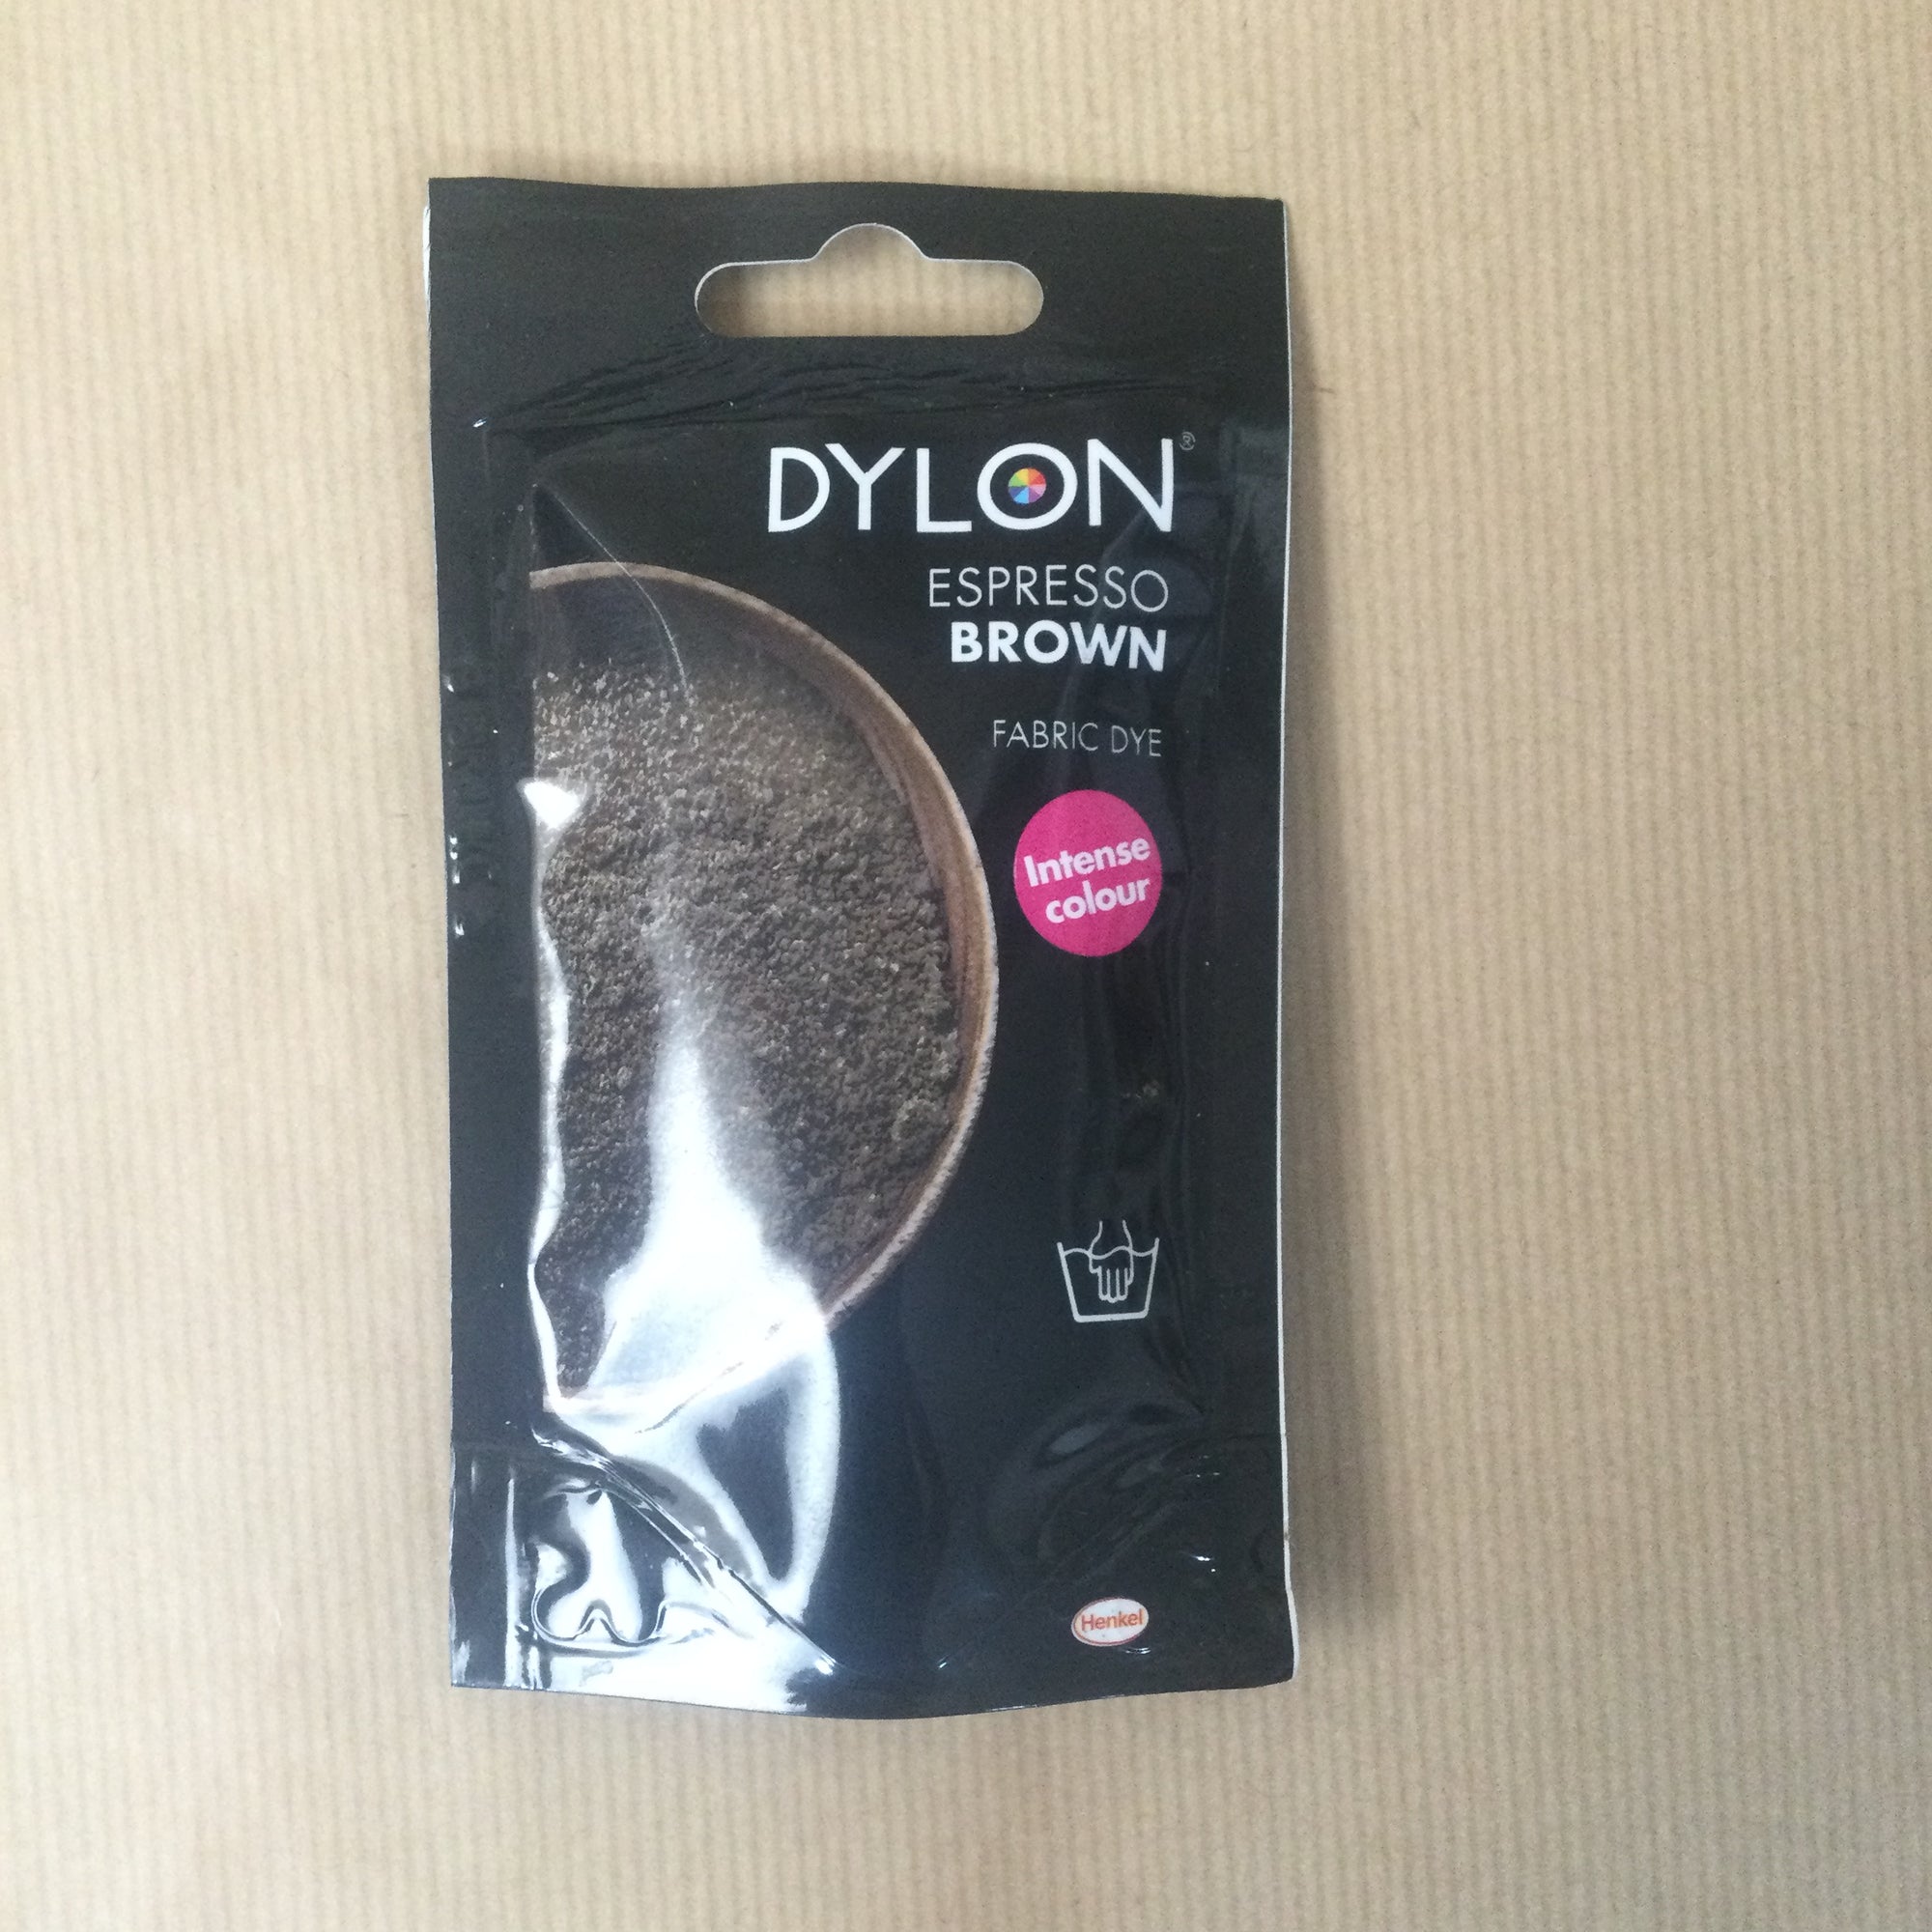 DYLON®
ESPRESSO
BROWN
FABRIC DYE
Intense
colour
Henkel